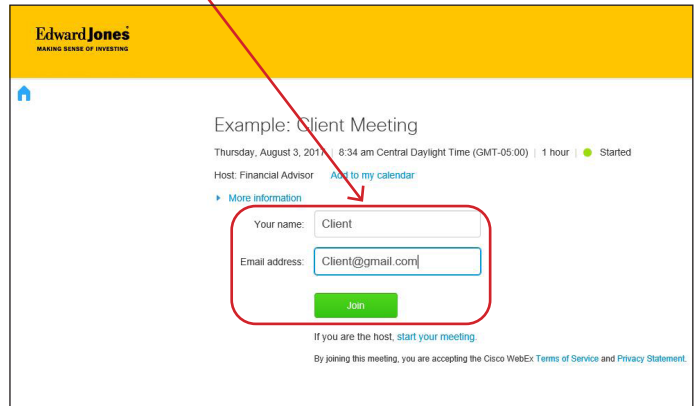 Edward Jones
MAKING SENSE OF INVESTING
Example: Client Meeting
Thursday, August 3, 2017 | 8:34 am Central Daylight Time (GMT-05:00) | 1 hour | Started
Host: Financial Advisor Add to my calendar
More information
Your name: Client
Email address: Client@gmail.com
Join
If you are the host, start your meeting.
By joining this meeting, you are accepting the Cisco WebEx Terms of Service and Privacy Statement.